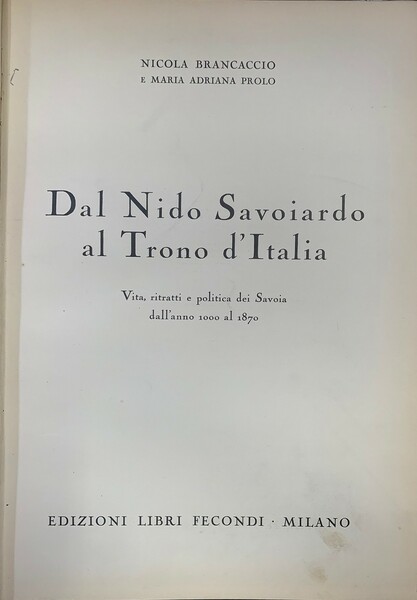 NICOLA BRANCACCIO
E MARIA ADRIANA PROLO
Dal Nido Savoiardo
al Trono d'Italia
Vita, ritratti e politica dei Savoia
dall'anno 1000 al 1870
EDIZIONI LIBRI FECONDI · MILANO